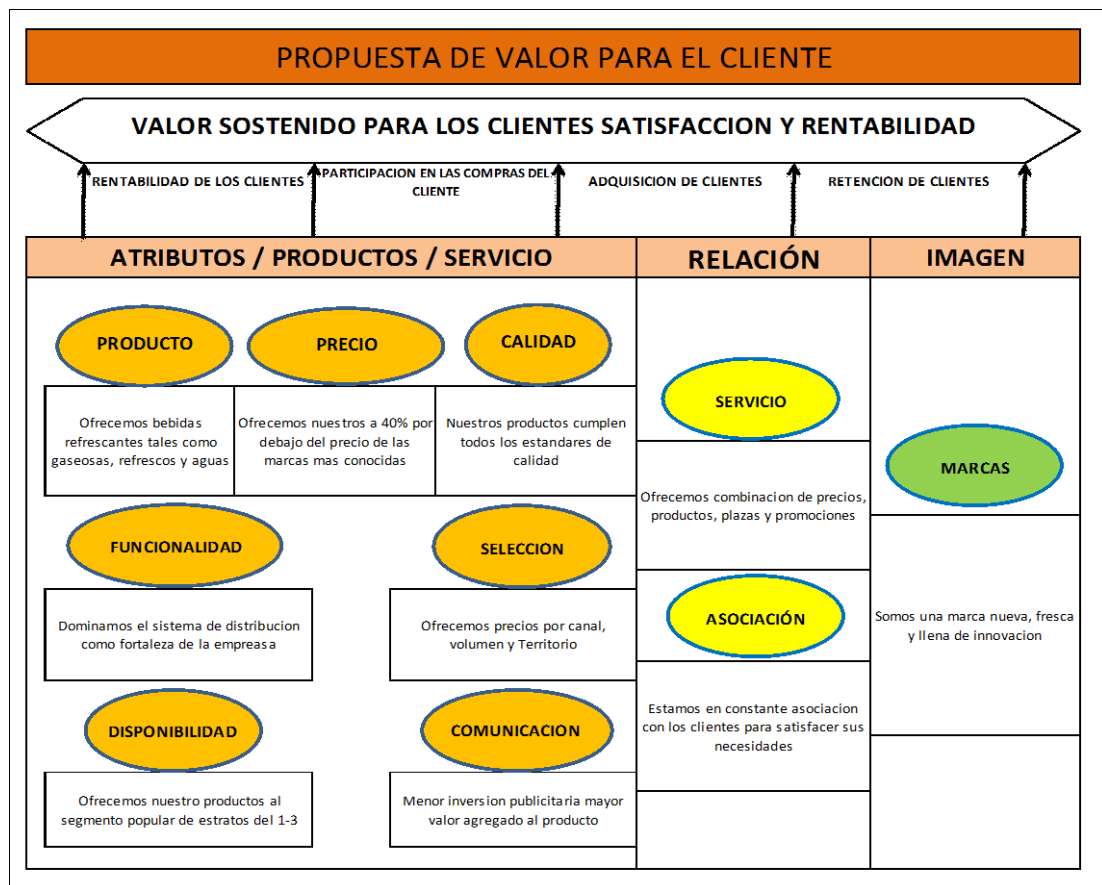 PROPUESTA DE VALOR PARA EL CLIENTE
VALOR SOSTENIDO PARA LOS CLIENTES SATISFACCION Y RENTABILIDAD
RENTABILIDAD DE LOS CLIENTES
PARTICIPACION EN LAS COMPRAS DEL
CLIENTE
ADQUISICION DE CLIENTES
RETENCION DE CLIENTES
ATRIBUTOS / PRODUCTOS / SERVICIO
RELACIÓN
IMAGEN
PRODUCTO
Ofrecemos bebidas
refrescantes tales como
gaseosas, refrescos y aguas
PRECIO
Ofrecemos nuestros a 40% por
debajo del precio de las
marcas mas conocidas
CALIDAD
Nuestros productos cumplen
todos los estandares de
calidad
FUNCIONALIDAD
Dominamos el sistema de distribucion
como fortaleza de la empreasa
SELECCION
Ofrecemos precios por canal,
volumen y Territorio
DISPONIBILIDAD
Ofrecemos nuestro productos al
segmento popular de estratos del 1-3
COMUNICACION
Menor inversion publicitaria mayor
valor agregado al producto
SERVICIO
Ofrecemos combinacion de precios,
productos, plazas y promociones
ASOCIACIÓN
Estamos en constante asociacion
con los clientes para satisfacer sus
necesidades
MARCAS
Somos una marca nueva, fresca
y llena de innovacion